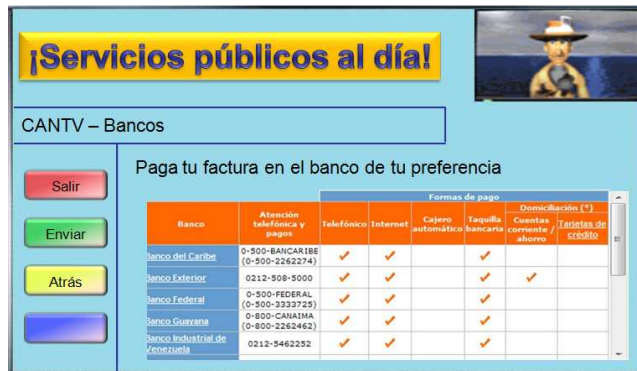 ¡Servicios públicos al día!
CANTV – Bancos
Paga tu factura en el banco de tu preferencia
Salir
Enviar
Atrás
Formas de pago
Domiciliación (*)
Banco
Atención telefónica y pagos
Telefónico
Internet
Cajero automático
Taquilla bancaria
Cuentas corriente / ahorro
Tarjetas de crédito
Banco del Caribe
0-500-BANCARIBE
(0-500-2262274)
Banco Exterior
0212-508-5000
Banco Federal
0-500-FEDERAL
(0-500-3333725)
Banco Guayana
0-800-CANAIMA
(0-800-2262462)
Banco Industrial de
Venezuela
0212-5462252